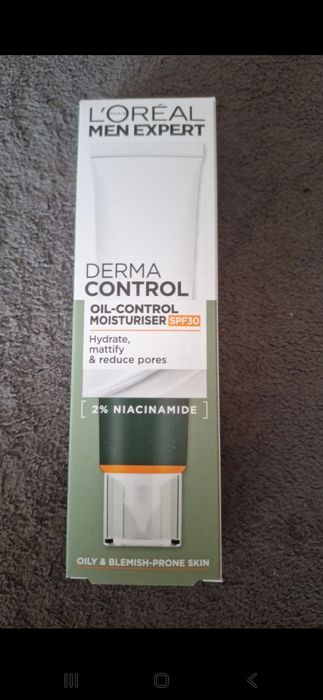 L'ORÉAL
PARIS
MEN EXPERT
DERMA
CONTROL
OIL-CONTROL
MOISTURISER SPF30
Hydrate,
mattify
& reduce pores
[ 2% NIACINAMIDE ]
OILY & BLEMISH-PRONE SKIN